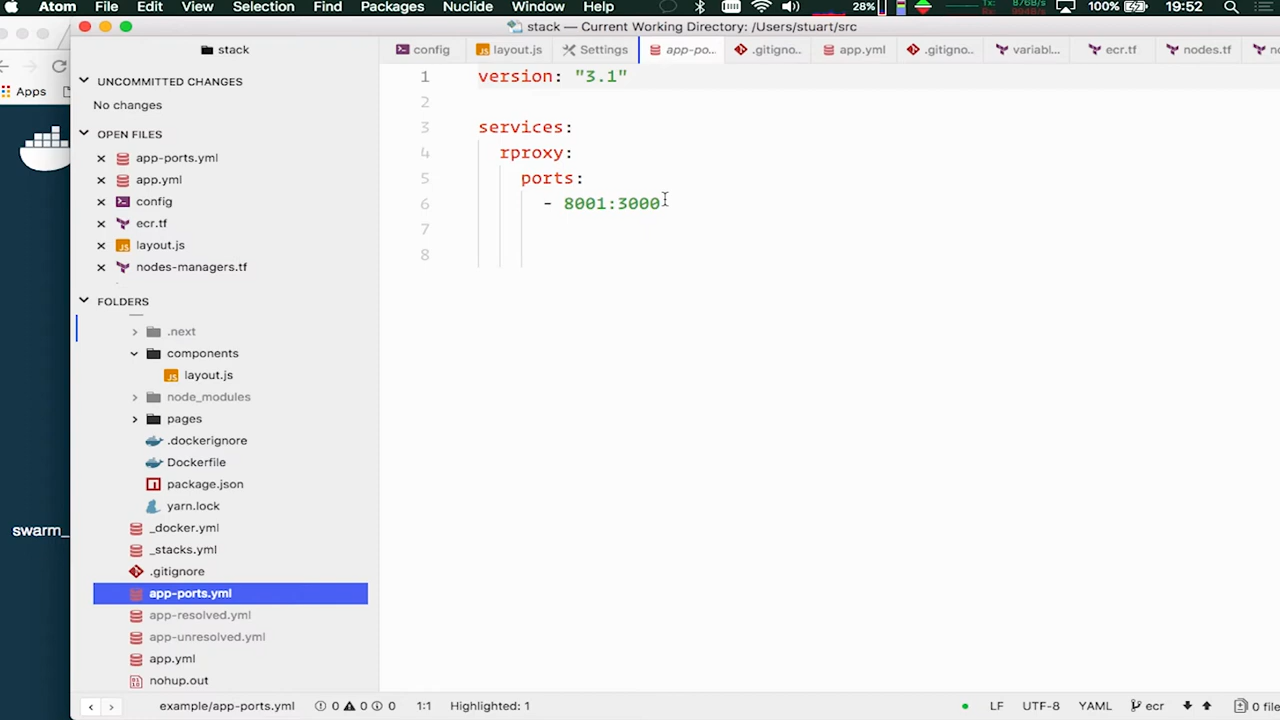 Atom File Edit View Selection Find Packages Nuclide Window Help 28% 876B/s 994B/s 100% 19:52
stack — Current Working Directory: /Users/stuart/src
stack
config
layout.js
Settings
app-po...
.gitigno..
app.yml
.gitigno..
variabl...
ecr.tf
nodes.tf
Apps
UNCOMMITTED CHANGES
No changes
OPEN FILES
app-ports.yml
app.yml
config
ecr.tf
layout.js
nodes-managers.tf
FOLDERS
.next
components
layout.js
node_modules
pages
.dockerignore
Dockerfile
package.json
yarn.lock
_docker.yml
_stacks.yml
.gitignore
app-ports.yml
app-resolved.yml
app-unresolved.yml
app.yml
nohup.out
swarm_
1 version: "3.1"
2
3 services:
4 rproxy:
5 ports:
6 - 8001:3000
7
8
example/app-ports.yml 0 0 0 1:1 Highlighted: 1 LF UTF-8 YAML ecr 0 file